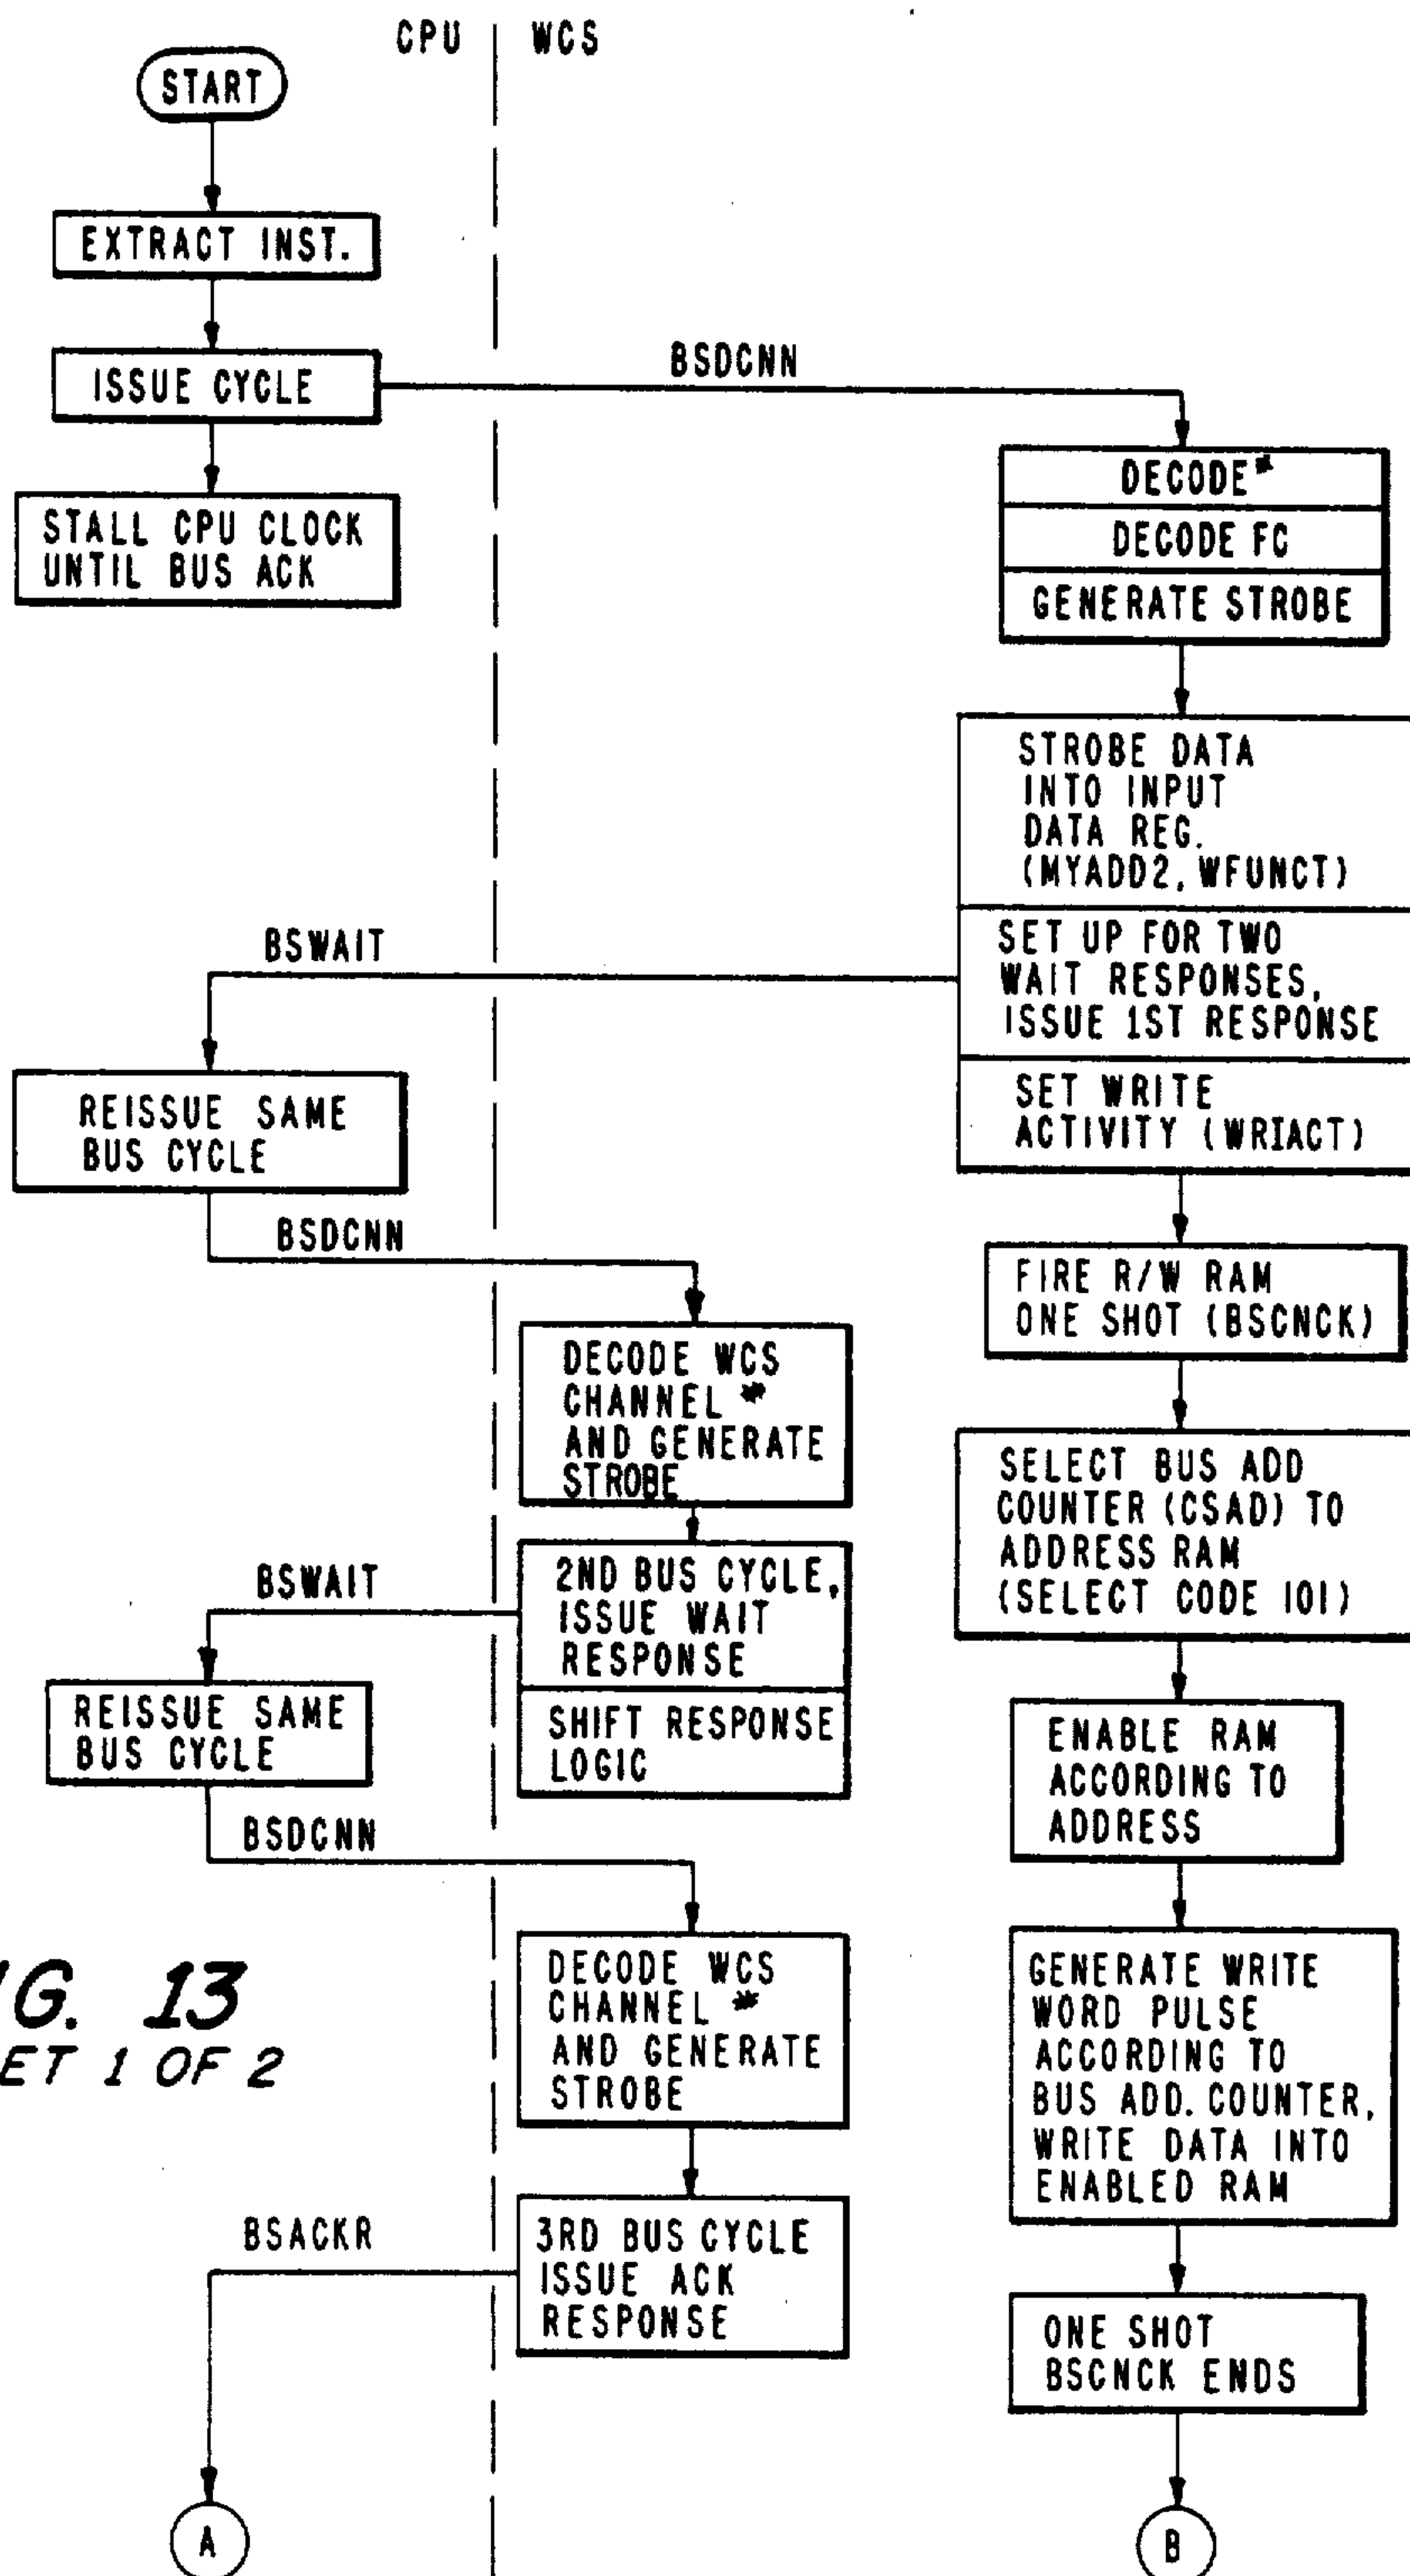 CPU | WCS
START
EXTRACT INST.
ISSUE CYCLE
BSDCNN
STALL CPU CLOCK
UNTIL BUS ACK
DECODE*
DECODE FC
GENERATE STROBE
STROBE DATA
INTO INPUT
DATA REG.
(MYADD2, WFUNCT)
SET UP FOR TWO
WAIT RESPONSES,
ISSUE 1ST RESPONSE
SET WRITE
ACTIVITY (WRIACT)
BSWAIT
REISSUE SAME
BUS CYCLE
BSDCNN
FIRE R/W RAM
ONE SHOT (BSCNCK)
DECODE WCS
CHANNEL *
AND GENERATE
STROBE
SELECT BUS ADD
COUNTER (CSAD) TO
ADDRESS RAM
(SELECT CODE 101)
2ND BUS CYCLE,
ISSUE WAIT
RESPONSE
SHIFT RESPONSE
LOGIC
BSWAIT
REISSUE SAME
BUS CYCLE
BSDCNN
ENABLE RAM
ACCORDING TO
ADDRESS
DECODE WCS
CHANNEL *
AND GENERATE
STROBE
GENERATE WRITE
WORD PULSE
ACCORDING TO
BUS ADD. COUNTER,
WRITE DATA INTO
ENABLED RAM
3RD BUS CYCLE
ISSUE ACK
RESPONSE
BSACKR
ONE SHOT
BSCNCK ENDS
A
B
IG. 13
ET 1 OF 2